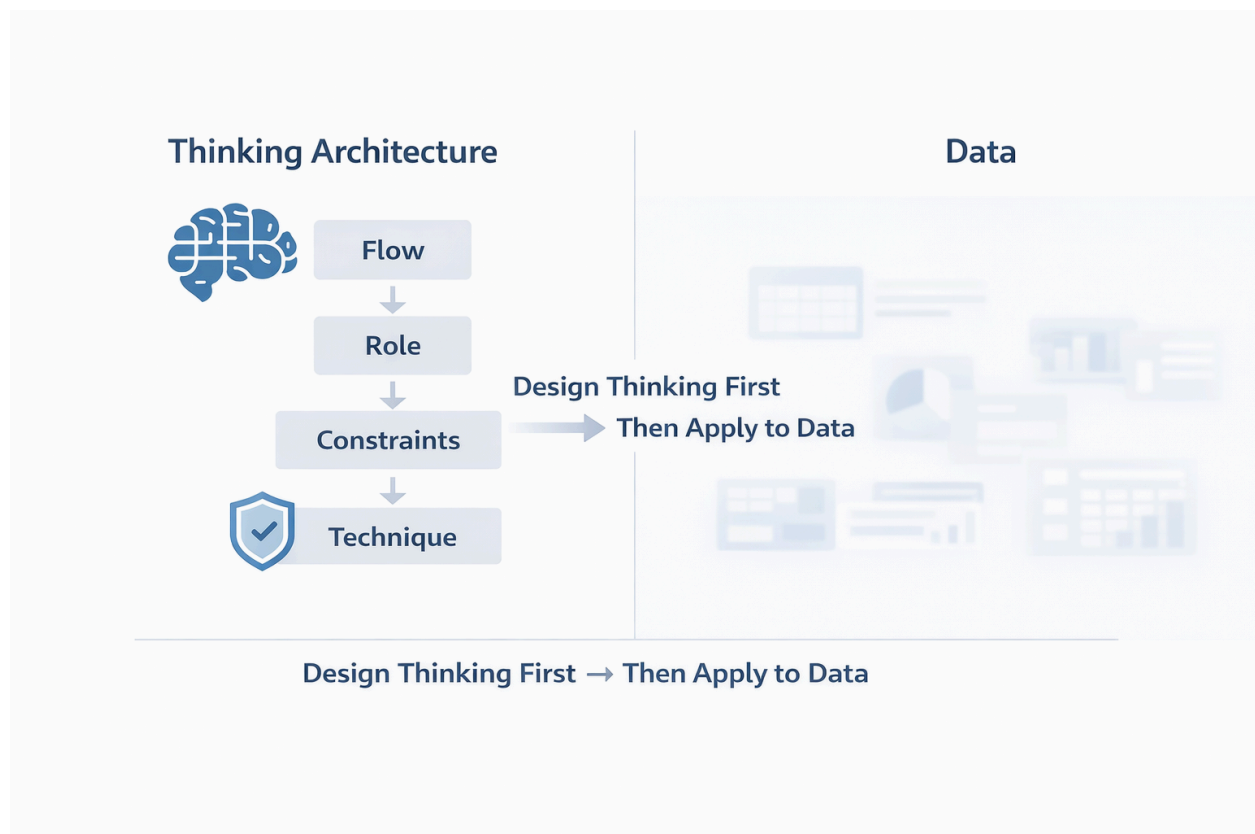 Thinking Architecture
Data
Flow
Role
Constraints
Technique
Design Thinking First
Then Apply to Data
Design Thinking First → Then Apply to Data